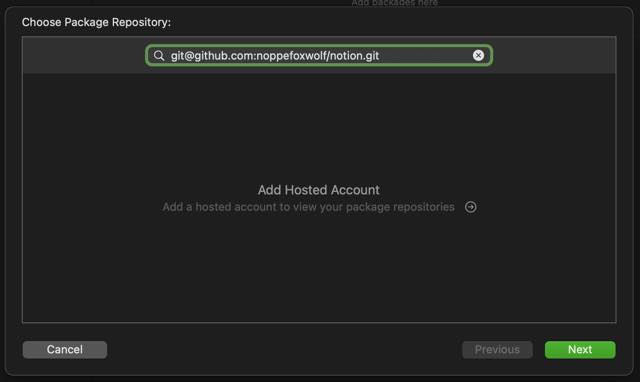 Add packages here
Choose Package Repository:
git@github.com:noppefoxwolf/notion.git
Add Hosted Account
Add a hosted account to view your package repositories
Cancel
Previous
Next